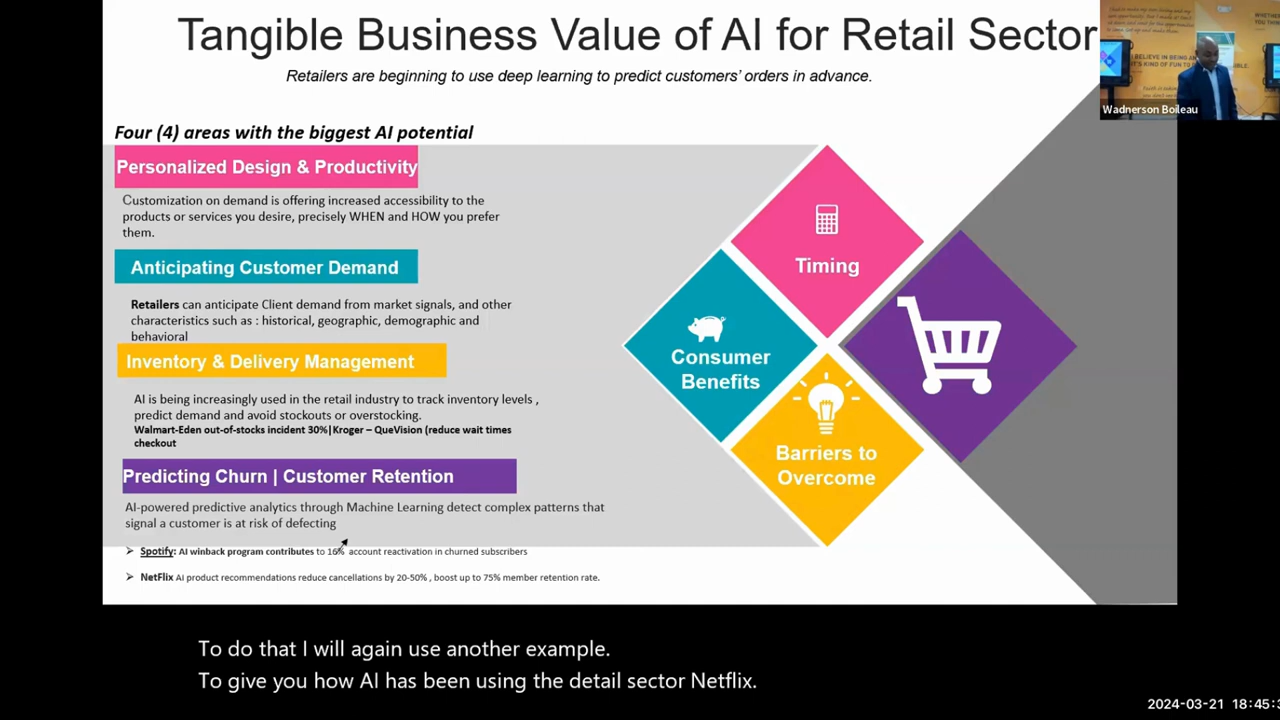 Tangible Business Value of AI for Retail Sector
Retailers are beginning to use deep learning to predict customers’ orders in advance.
Wadnerson Boileau
Four (4) areas with the biggest AI potential
Personalized Design & Productivity
Customization on demand is offering increased accessibility to the
products or services you desire, precisely WHEN and HOW you prefer
them.
Anticipating Customer Demand
Retailers can anticipate Client demand from market signals, and other
characteristics such as : historical, geographic, demographic and
behavioral
Inventory & Delivery Management
AI is being increasingly used in the retail industry to track inventory levels ,
predict demand and avoid stockouts or overstocking.
Walmart-Eden out-of-stocks incident 30%|Kroger – QueVision (reduce wait times
checkout
Predicting Churn | Customer Retention
AI-powered predictive analytics through Machine Learning detect complex patterns that
signal a customer is at risk of defecting
➢ Spotify: AI winback program contributes to 16% account reactivation in churned subscribers
➢ NetFlix AI product recommendations reduce cancellations by 20-50% , boost up to 75% member retention rate.
Timing
Consumer
Benefits
Barriers to
Overcome
To do that I will again use another example.
To give you how AI has been using the detail sector Netflix.
2024-03-21 18:45:3